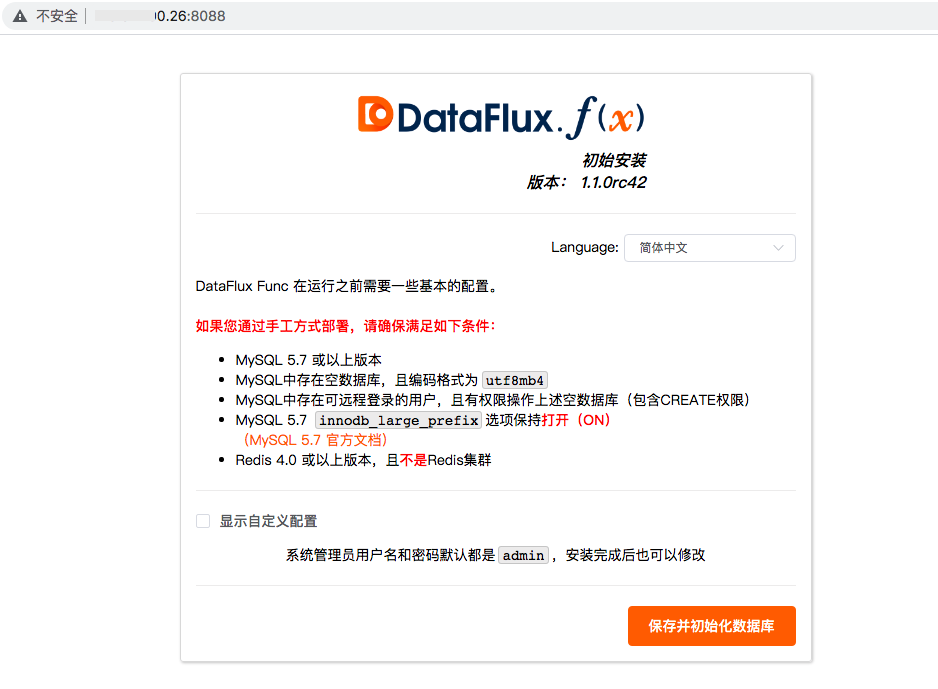 不安全
0.26:8088
DataFlux.f(x)
初始安装
版本： 1.1.0rc42
Language: 简体中文
DataFlux Func 在运行之前需要一些基本的配置。
如果您通过手工方式部署，请确保满足如下条件：
MySQL 5.7 或以上版本
MySQL中存在空数据库，且编码格式为 utf8mb4
MySQL中存在可远程登录的用户，且有权限操作上述空数据库（包含CREATE权限）
MySQL 5.7 innodb_large_prefix 选项保持打开（ON）
（MySQL 5.7 官方文档）
Redis 4.0 或以上版本，且不是Redis集群
显示自定义配置
系统管理员用户名和密码默认都是 admin ，安装完成后也可以修改
保存并初始化数据库